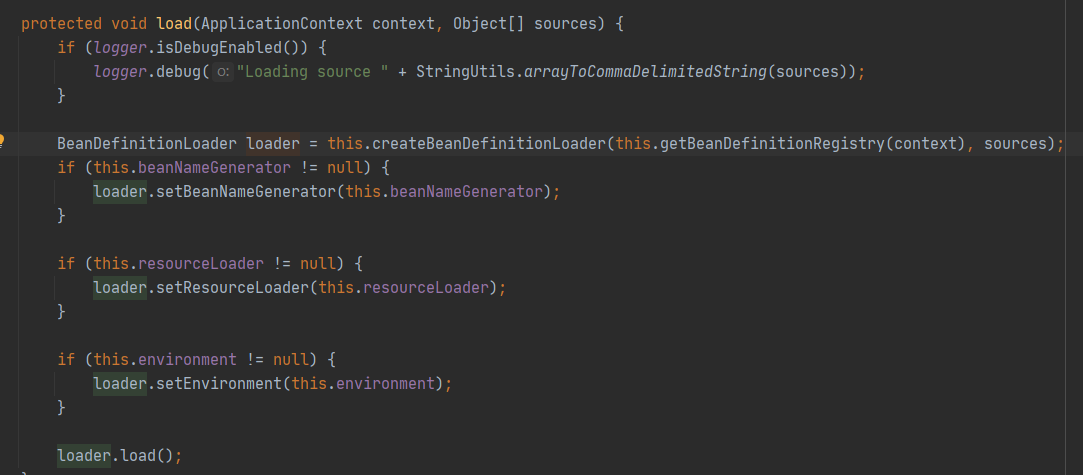 protected void load(ApplicationContext context, Object[] sources) {
if (logger.isDebugEnabled()) {
logger.debug( o: "Loading source " + StringUtils.arrayToCommaDelimitedString(sources));
}
BeanDefinitionLoader loader = this.createBeanDefinitionLoader(this.getBeanDefinitionRegistry(context), sources);
if (this.beanNameGenerator != null) {
loader.setBeanNameGenerator(this.beanNameGenerator);
}
if (this.resourceLoader != null) {
loader.setResourceLoader(this.resourceLoader);
}
if (this.environment != null) {
loader.setEnvironment(this.environment);
}
loader.load();